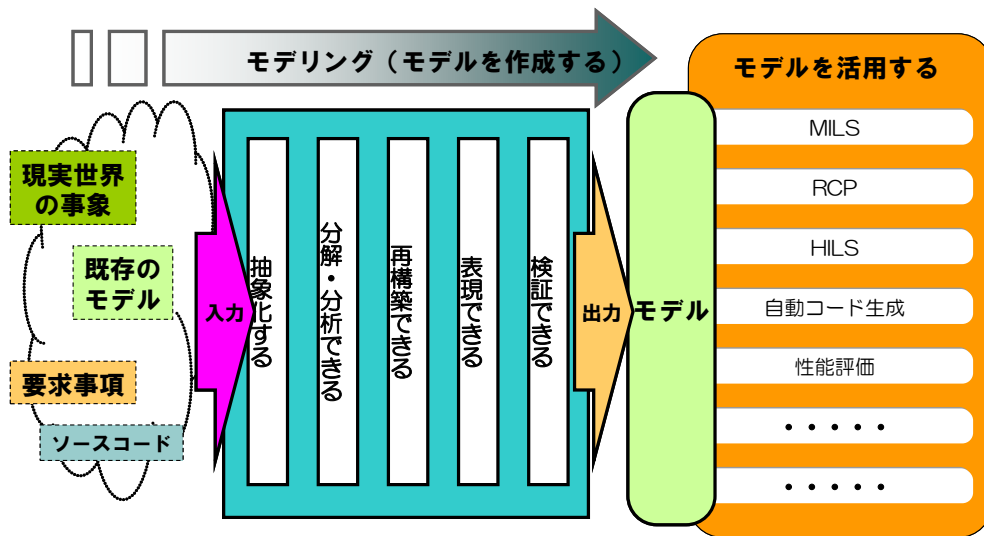 モデリング（モデルを作成する）
モデルを活用する
現実世界
の事象
既存の
モデル
要求事項
ソースコード
入力
抽象化する
分解・分析できる
再構築できる
表現できる
検証できる
出力
モデル
MILS
RCP
HILS
自動コード生成
性能評価
・・・・・
・・・・・